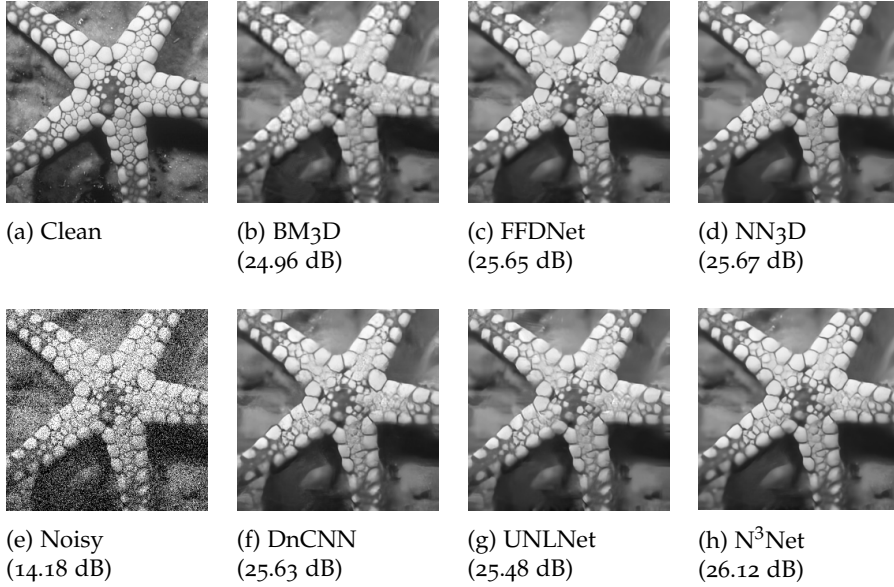 (a) Clean
(b) BM3D
(24.96 dB)
(c) FFDNet
(25.65 dB)
(d) NN3D
(25.67 dB)
(e) Noisy
(14.18 dB)
(f) DnCNN
(25.63 dB)
(g) UNLNet
(25.48 dB)
(h) N³Net
(26.12 dB)